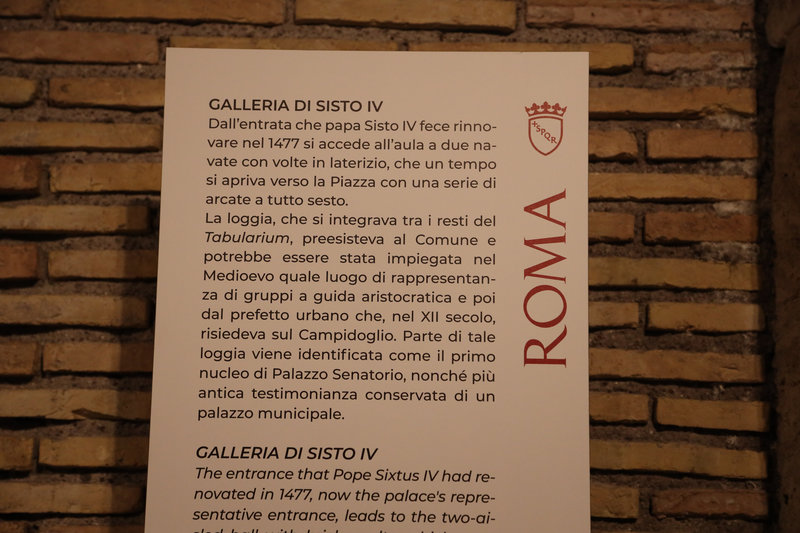 GALLERIA DI SISTO IV
Dall'entrata che papa Sisto IV fece rinno-
vare nel 1477 si accede all'aula a due na-
vate con volte in laterizio, che un tempo
si apriva verso la Piazza con una serie di
arcate a tutto sesto.
La loggia, che si integrava tra i resti del
Tabularium, preesisteva al Comune e
potrebbe essere stata impiegata nel
Medioevo quale luogo di rappresentan-
za di gruppi a guida aristocratica e poi
dal prefetto urbano che, nel XII secolo,
risiedeva sul Campidoglio. Parte di tale
loggia viene identificata come il primo
nucleo di Palazzo Senatorio, nonché più
antica testimonianza conservata di un
palazzo municipale.
GALLERIA DI SISTO IV
The entrance that Pope Sixtus IV had re-
novated in 1477, now the palace's repre-
sentative entrance, leads to the two-ai-
SPQR
ROMA